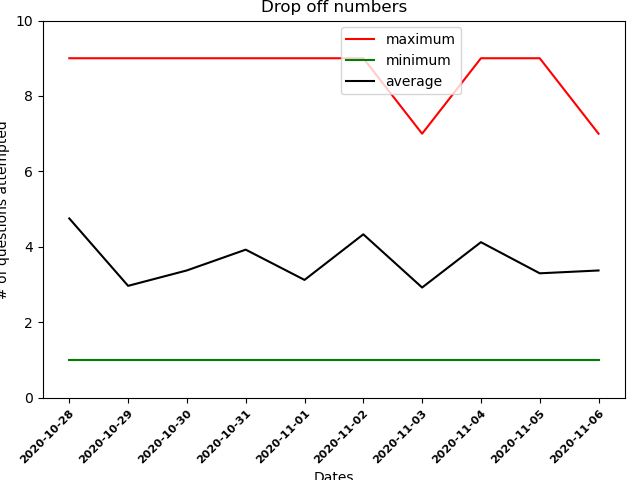 Drop off numbers
maximum
minimum
average
# of questions attempted
10
8
6
4
2
0
2020-10-28
2020-10-29
2020-10-30
2020-10-31
2020-11-01
2020-11-02
2020-11-03
2020-11-04
2020-11-05
2020-11-06
Dates